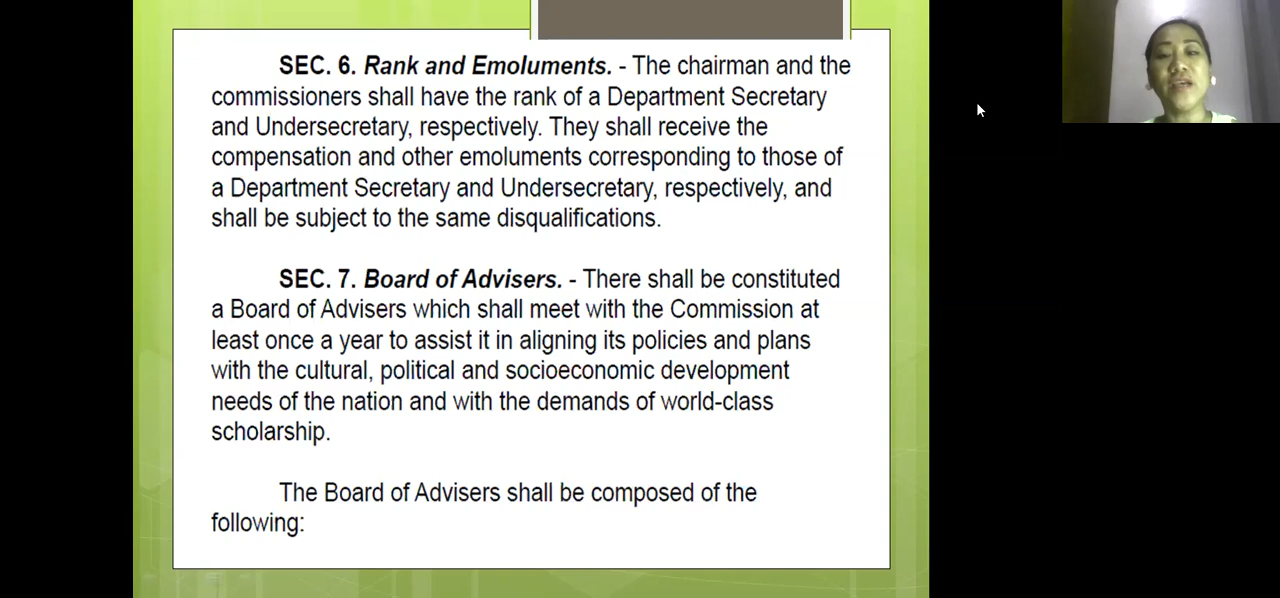 SEC. 6. Rank and Emoluments. - The chairman and the
commissioners shall have the rank of a Department Secretary
and Undersecretary, respectively. They shall receive the
compensation and other emoluments corresponding to those of
a Department Secretary and Undersecretary, respectively, and
shall be subject to the same disqualifications.
SEC. 7. Board of Advisers. - There shall be constituted
a Board of Advisers which shall meet with the Commission at
least once a year to assist it in aligning its policies and plans
with the cultural, political and socioeconomic development
needs of the nation and with the demands of world-class
scholarship.
The Board of Advisers shall be composed of the
following: